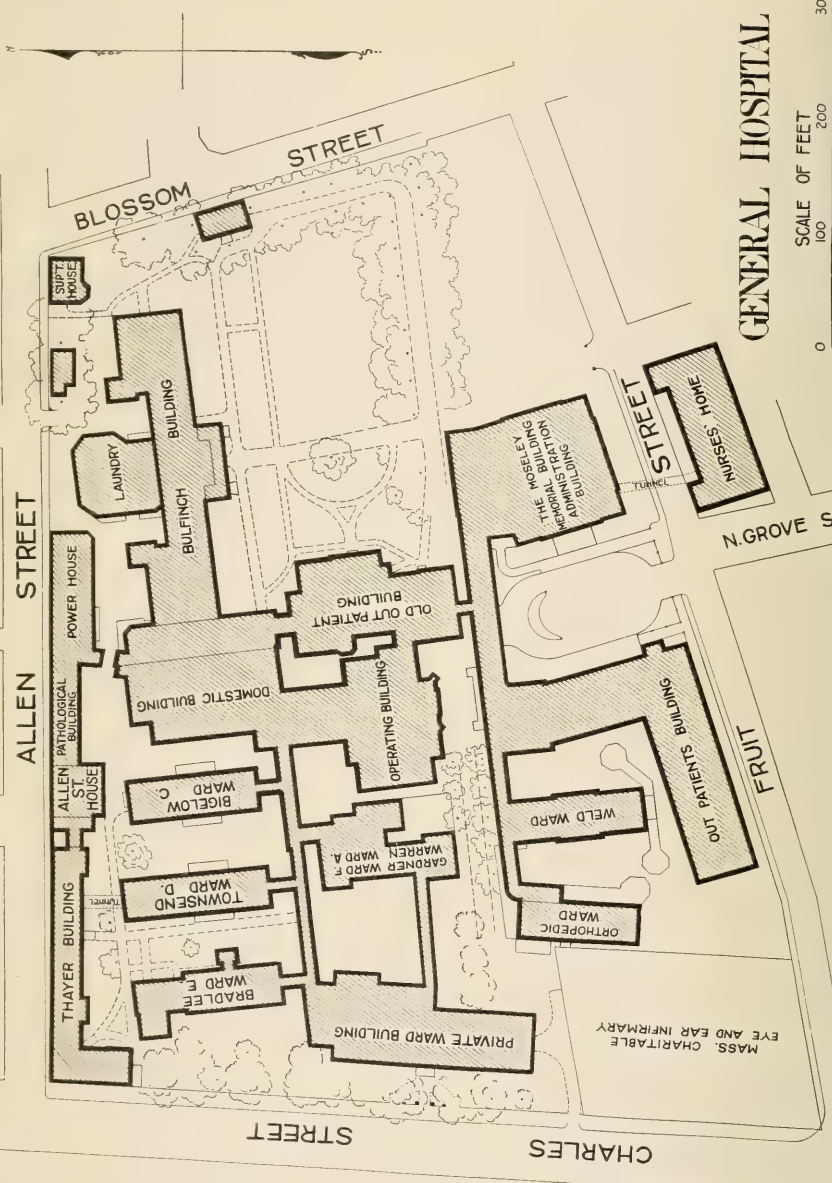 N
S
ALLEN STREET
BLOSSOM STREET
SUP'T.
HOUSE
LAUNDRY
BULFINCH BUILDING
POWER HOUSE
PATHOLOGICAL
BUILDING
ALLEN
ST.
HOUSE
THAYER BUILDING
TUNNEL
DOMESTIC BUILDING
OLD OUT PATIENT
BUILDING
OPERATING BUILDING
BIGELOW
WARD C.
TOWNSEND
WARD D.
BRADLEE
WARD E
WARREN WARD A.
GARDNER WARD F.
PRIVATE WARD BUILDING
THE MOSELEY
MEMORIAL BUILDING
ADMINISTRATION
BUILDING
TUNNEL
NURSES' HOME
N. GROVE S
FRUIT STREET
OUT PATIENTS BUILDING
WELD WARD
ORTHOPEDIC
WARD
MASS. CHARITABLE
EYE AND EAR INFIRMARY
CHARLES STREET
GENERAL HOSPITAL
SCALE OF FEET
0 100 200 30